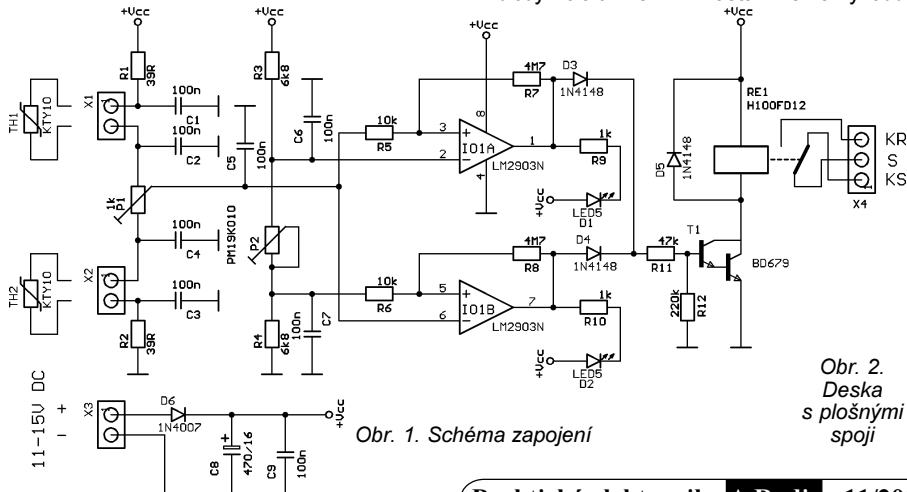 +Vcc
+Vcc
+Vcc
+Vcc
R1
39R
R3
6k8
4M7
R7
D3
1N4148
RE1
H100FD12
TH1
KTY10
X1
100n
C1
100n
C2
C5
100n
C6
100n
10k
R5
3
2
8
4
1
IO1A
LM2903N
1k
R9
+Vcc
LED5
D1
D5
1N4148
KR
S
KS
X4
1k
P1
100n
C4
PM19K010
P2
4M7
R8
D4
1N4148
47k
R11
T1
BD679
TH2
KTY10
X2
100n
C3
R2
39R
R4
6k8
100n
C7
10k
R6
5
6
7
IO1B
LM2903N
1k
R10
220k
R12
+Vcc
LED5
D2
11-15V DC
+
-
X3
D6
1N4007
+Vcc
+
C8
470/16
C9
100n
Obr. 1. Schéma zapojení
Obr. 2.
Deska
s plošnými
spoji